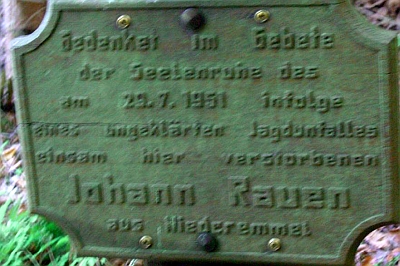 Gedenket im Gebete
der Seelenruhe des
am 29.7.1951 infolge
eines ungeklärten Jagdunfalles
einsam hier verstorbenen
Johann Rauen
aus Niederemmel